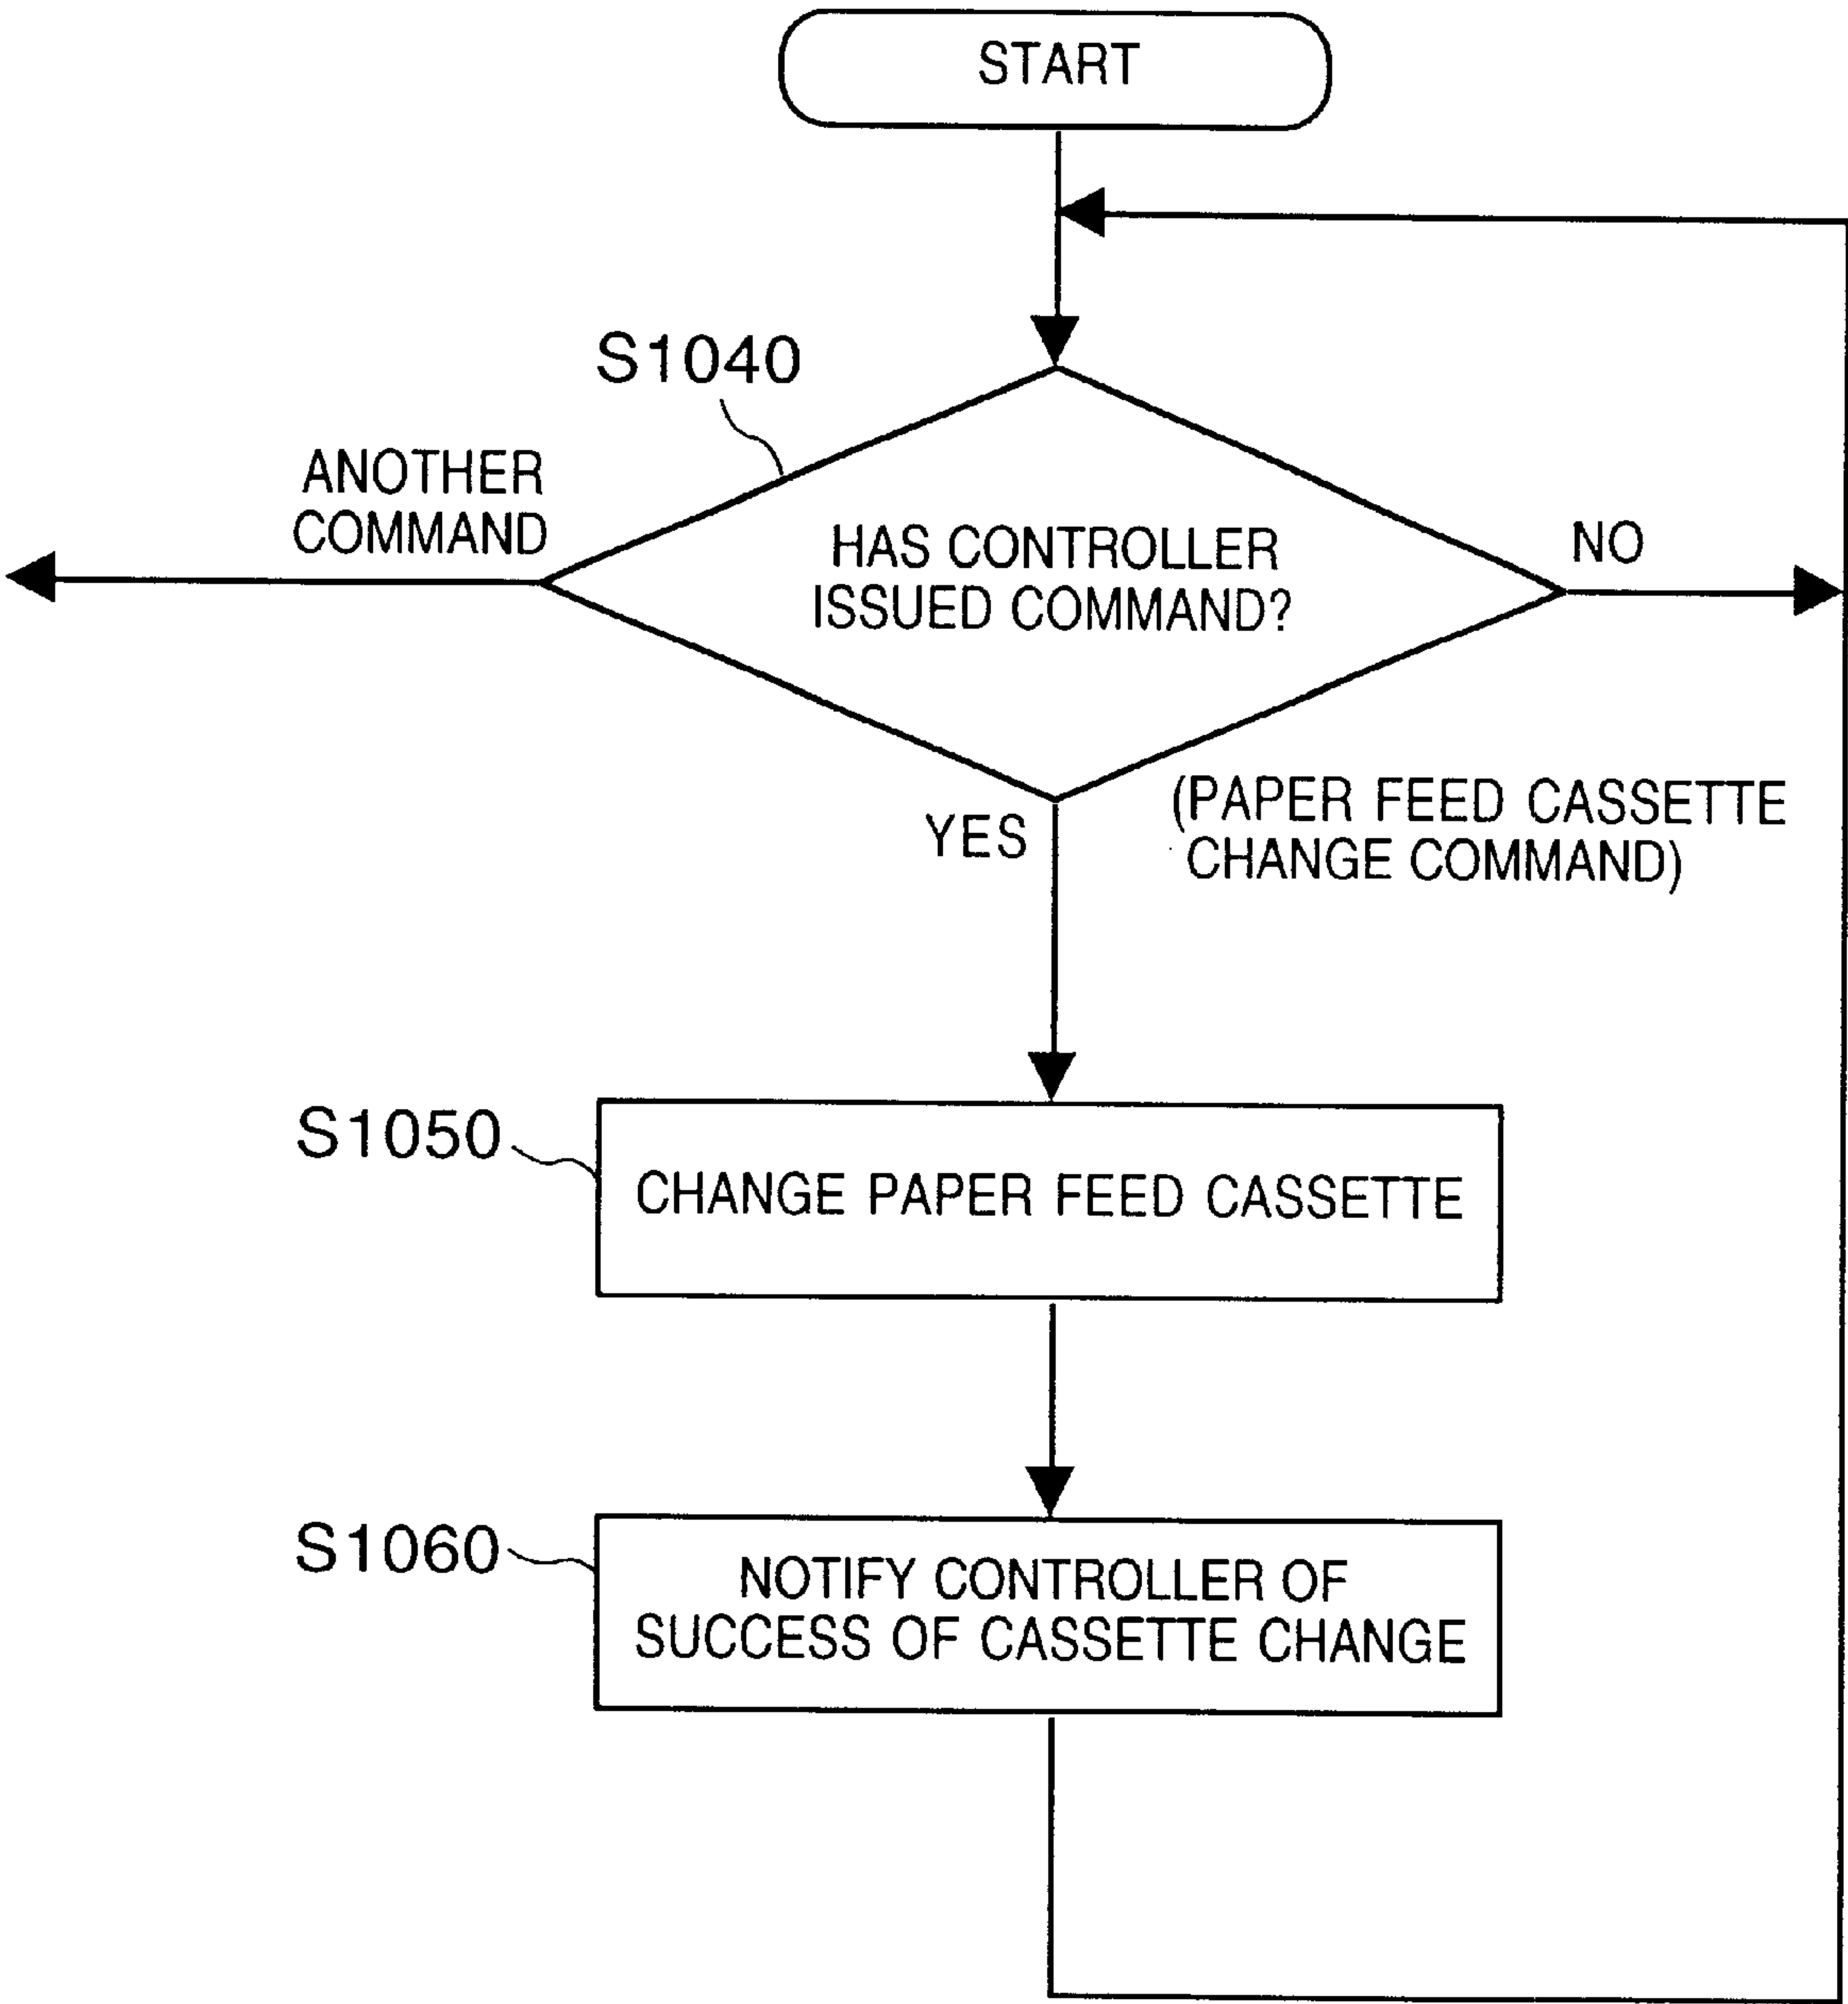 START
S1040
ANOTHER
COMMAND
HAS CONTROLLER
ISSUED COMMAND?
NO
YES
(PAPER FEED CASSETTE
CHANGE COMMAND)
S1050
CHANGE PAPER FEED CASSETTE
S1060
NOTIFY CONTROLLER OF
SUCCESS OF CASSETTE CHANGE